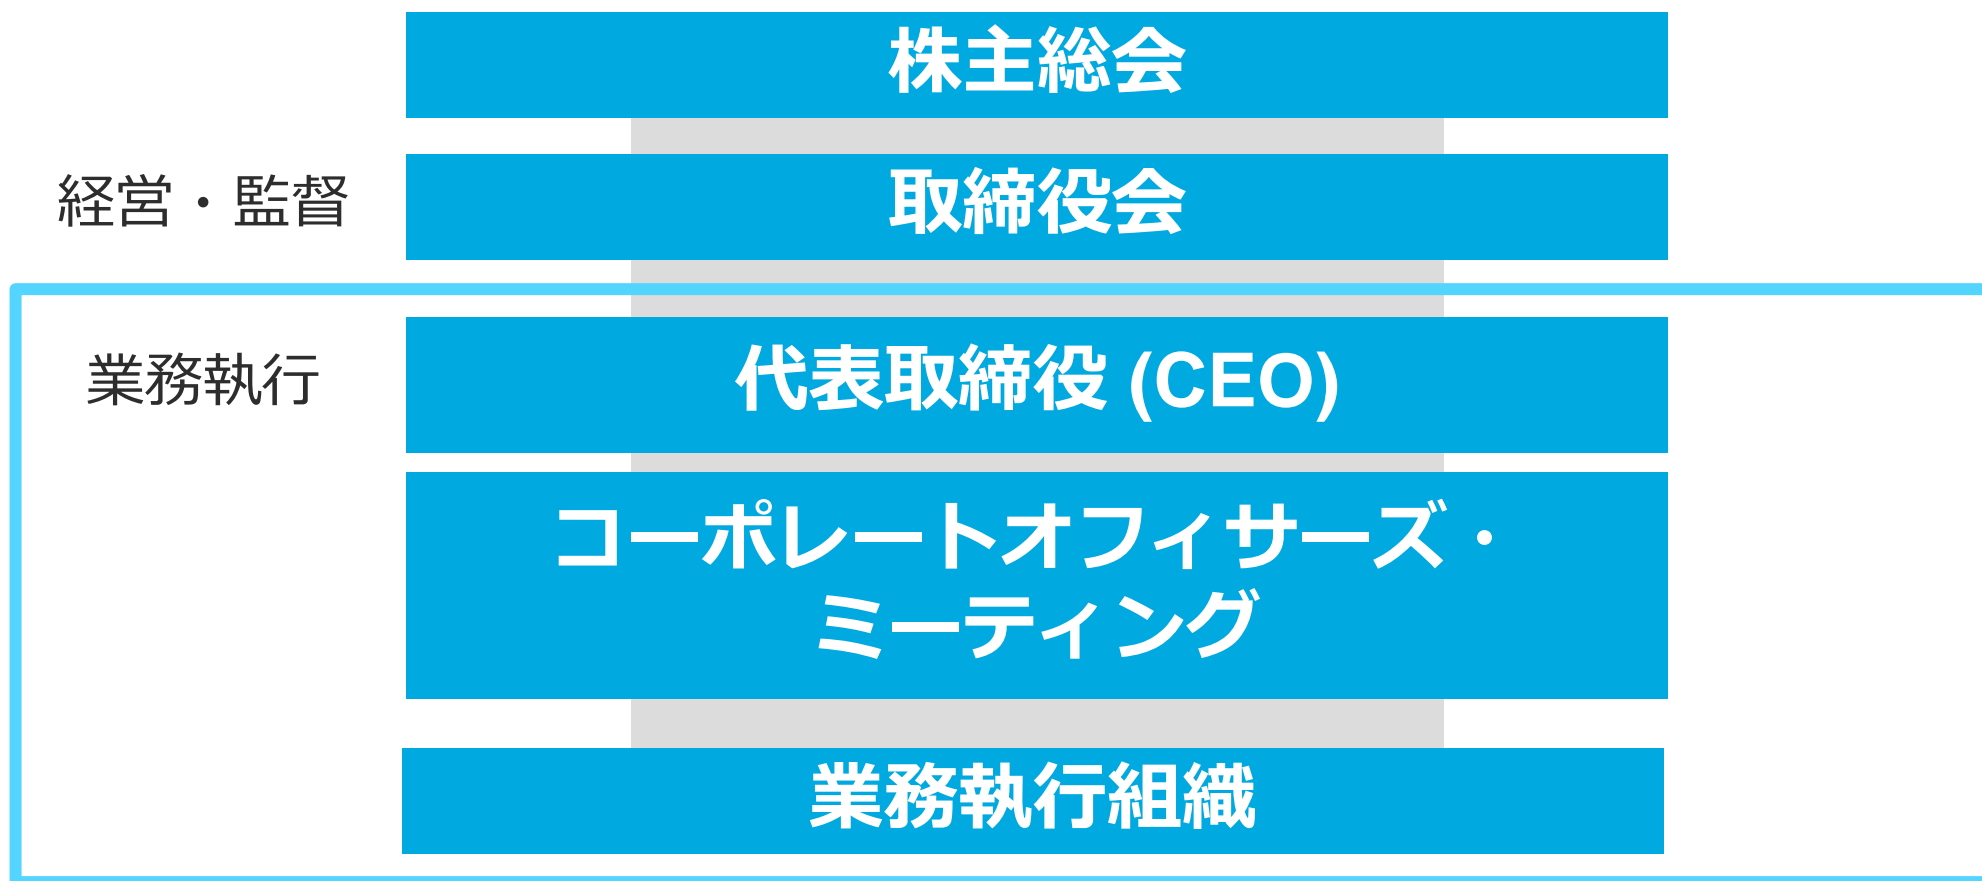 株主総会
経営・監督
取締役会
業務執行
代表取締役 (CEO)
コーポレートオフィサーズ・
ミーティング
業務執行組織